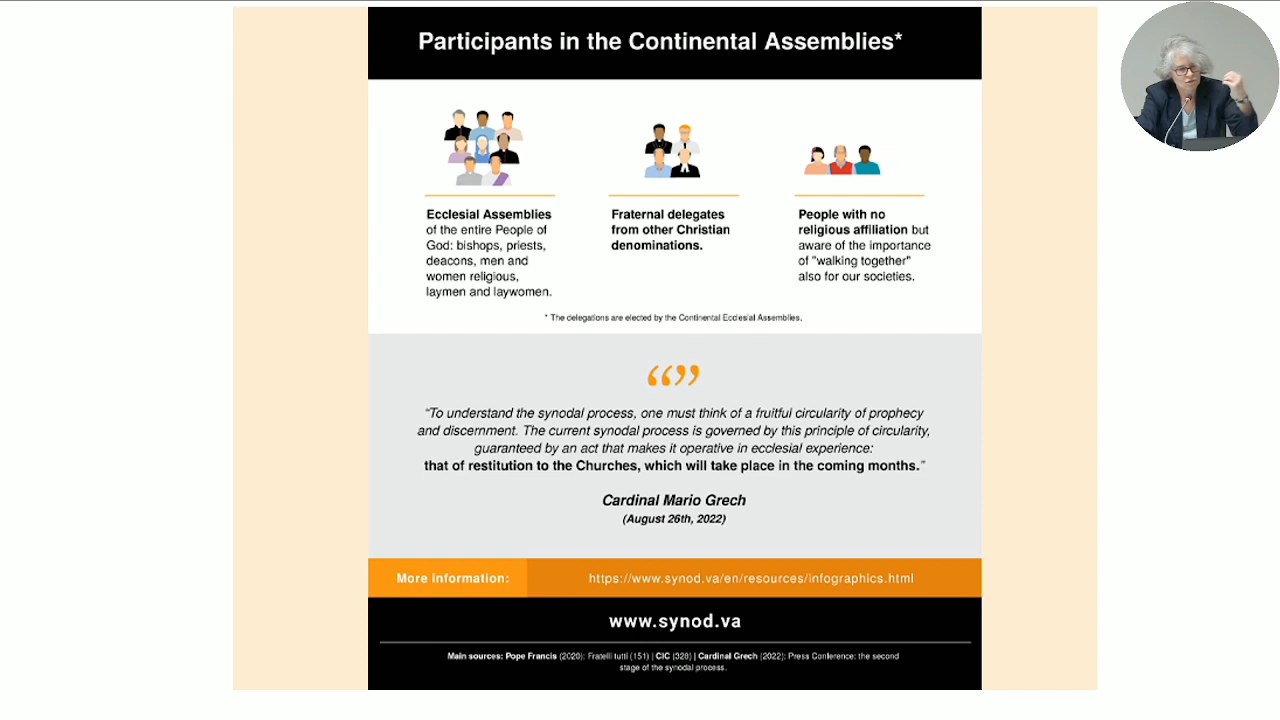 Participants in the Continental Assemblies*
Ecclesial Assemblies
of the entire People of
God: bishops, priests,
deacons, men and
women religious,
laymen and laywomen.
Fraternal delegates
from other Christian
denominations.
People with no
religious affiliation but
aware of the importance
of "walking together"
also for our societies.
* The delegations are elected by the Continental Ecclesial Assemblies.
“”
“To understand the synodal process, one must think of a fruitful circularity of prophecy
and discernment. The current synodal process is governed by this principle of circularity,
guaranteed by an act that makes it operative in ecclesial experience:
that of restitution to the Churches, which will take place in the coming months.”
Cardinal Mario Grech
(August 26th, 2022)
More information: https://www.synod.va/en/resources/infographics.html
www.synod.va
Main sources: Pope Francis (2020): Fratelli tutti (151) | CIC (328) | Cardinal Grech (2022): Press Conference: the second
stage of the synodal process.